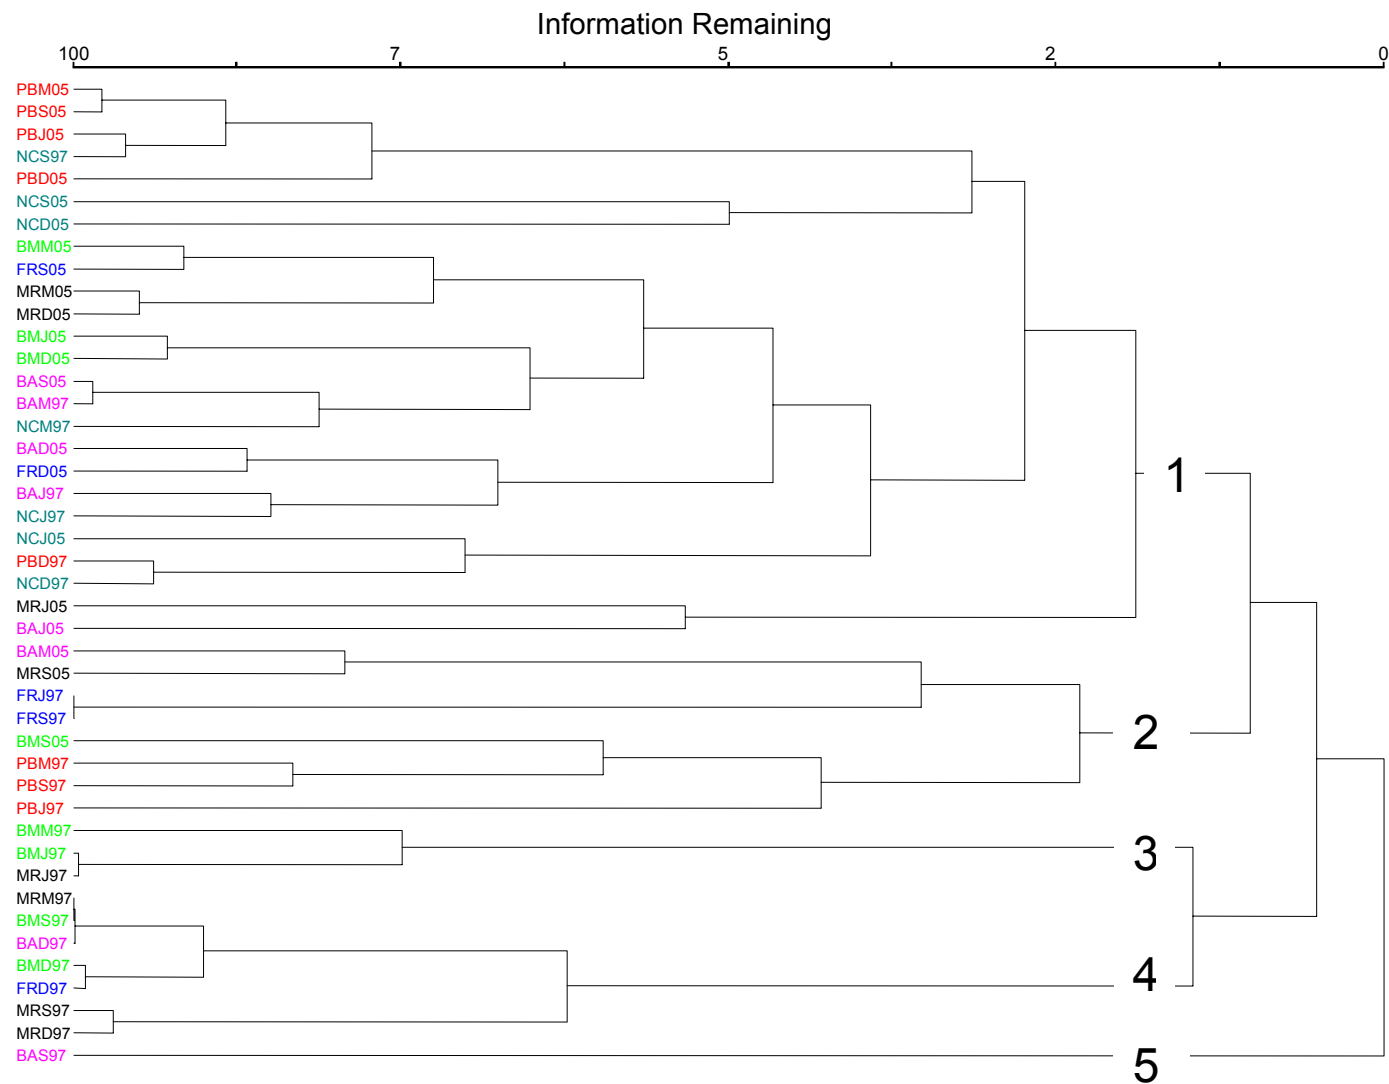 Information Remaining
100 7 5 2 0
PBM05
PBS05
PBJ05
NCS97
PBD05
NCS05
NCD05
BMM05
FRS05
MRM05
MRD05
BMJ05
BMD05
BAS05
BAM97
NCM97
BAD05
FRD05
BAJ97
1
NCJ97
NCJ05
PBD97
NCD97
MRJ05
BAJ05
BAM05
MRS05
FRJ97
FRS97
2
BMS05
PBM97
PBS97
PBJ97
BMM97
3
BMJ97
MRJ97
MRM97
BMS97
BAD97
BMD97
4
FRD97
MRS97
MRD97
BAS97
5